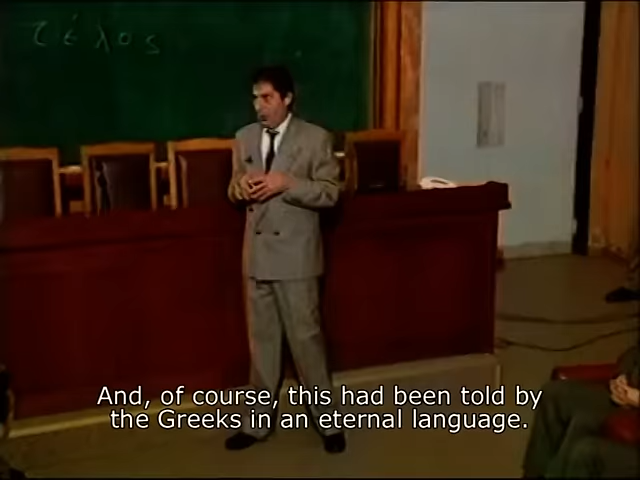 τέλος
And, of course, this had been told by
the Greeks in an eternal language.